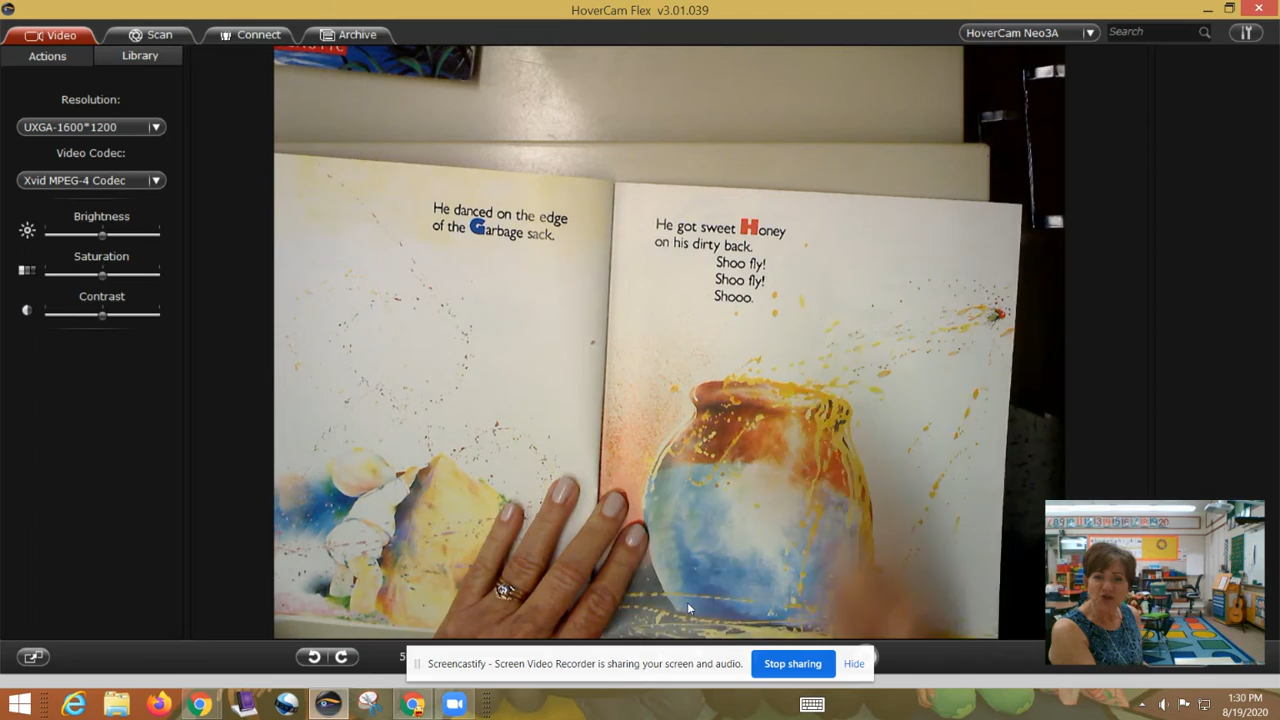 HoverCam Flex v3.01.039
Video
Scan
Connect
Archive
HoverCam Neo3A
Search
Actions
Library
Resolution:
UXGA-1600*1200
Video Codec:
Xvid MPEG-4 Codec
Brightness
Saturation
Contrast
He danced on the edge
of the Garbage sack.
He got sweet Honey
on his dirty back.
Shoo fly!
Shoo fly!
Shooo.
Screencastify - Screen Video Recorder is sharing your screen and audio.
Stop sharing
Hide
1:30 PM
8/19/2020